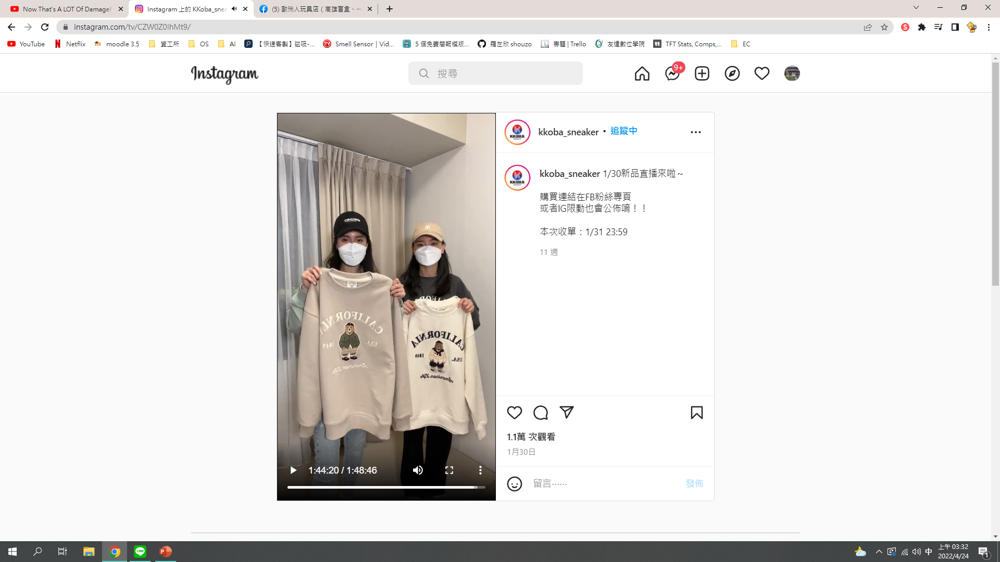 Now That's A LOT Of Damage!
Instagram 上的 KKoba_snea
(5) 歐洲人玩具店（高雄盲盒、一
instagram.com/tv/CZW0Z0IhMt9/
YouTube
Netflix
moodle 3.5
資工所
OS
AI
【快速客製】磁吸-...
Smell Sensor | Vid...
5 個免費簡報模版...
羅左欣 shouzo
專題 | Trello
友達數位學院
TFT Stats, Comps,...
EC
Instagram
搜尋
9+
kkoba_sneaker • 追蹤中
KKOBA
kkoba_sneaker 1/30新品直播來啦～
KKOBA
購買連結在FB粉絲專頁
或者IG限動也會公佈唷！！
本次收單：1/31 23:59
11 週
CALIFORNIA
USA.
1849
American Life
CALIFORNIA
1849
USA.
American Life
1:44:20 / 1:48:46
1.1萬 次觀看
1月30日
留言......
發佈
中
上午 03:32
2022/4/24
1